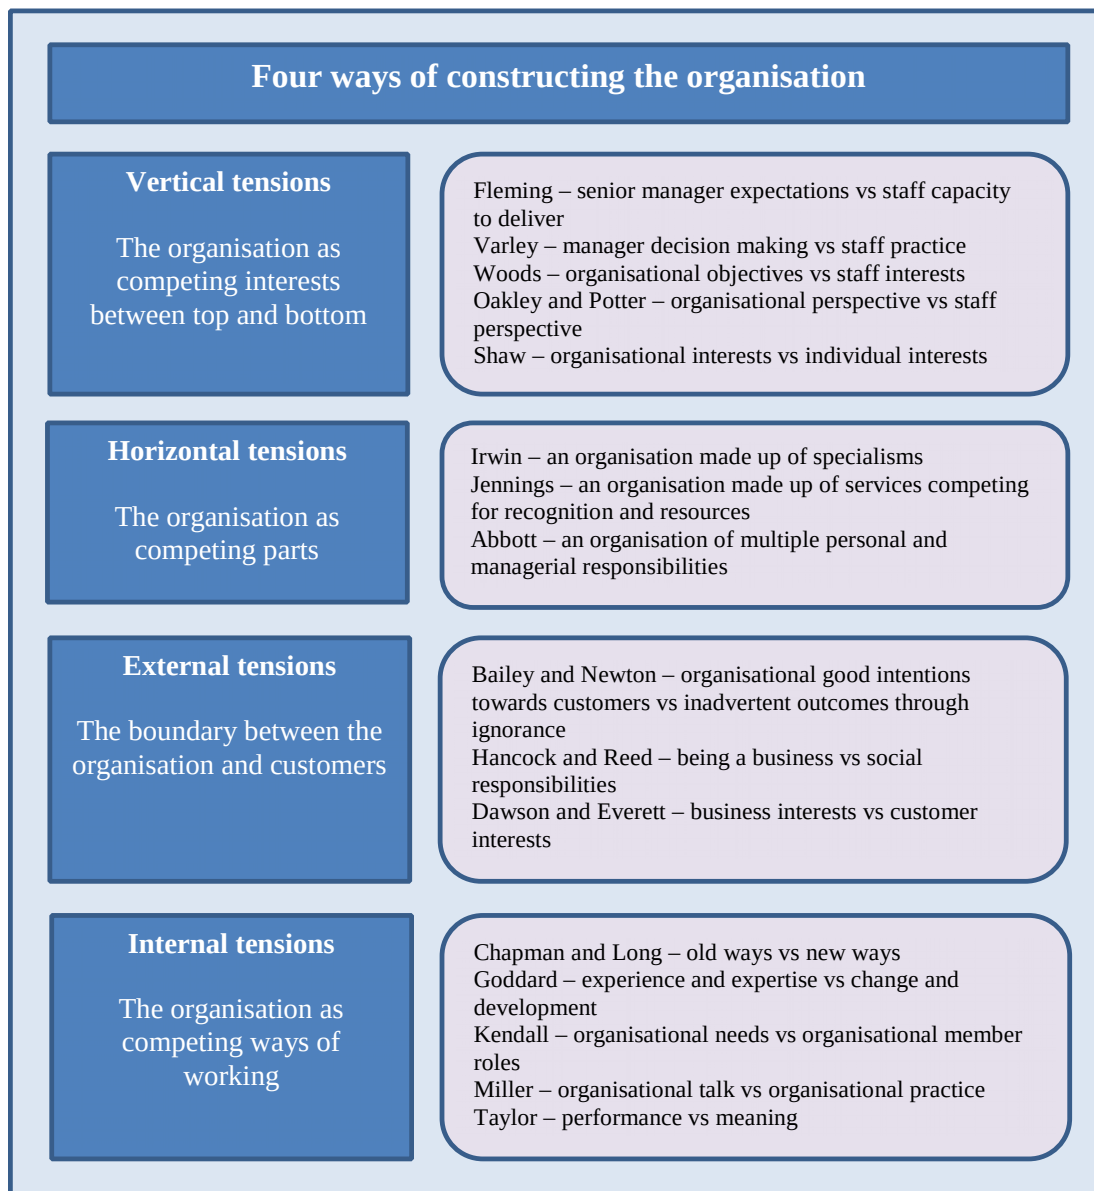 Four ways of constructing the organisation
Vertical tensions
The organisation as
competing interests
between top and bottom
Fleming – senior manager expectations vs staff capacity
to deliver
Varley – manager decision making vs staff practice
Woods – organisational objectives vs staff interests
Oakley and Potter – organisational perspective vs staff
perspective
Shaw – organisational interests vs individual interests
Horizontal tensions
The organisation as
competing parts
Irwin – an organisation made up of specialisms
Jennings – an organisation made up of services competing
for recognition and resources
Abbott – an organisation of multiple personal and
managerial responsibilities
External tensions
The boundary between the
organisation and customers
Bailey and Newton – organisational good intentions
towards customers vs inadvertent outcomes through
ignorance
Hancock and Reed – being a business vs social
responsibilities
Dawson and Everett – business interests vs customer
interests
Internal tensions
The organisation as
competing ways of
working
Chapman and Long – old ways vs new ways
Goddard – experience and expertise vs change and
development
Kendall – organisational needs vs organisational member
roles
Miller – organisational talk vs organisational practice
Taylor – performance vs meaning